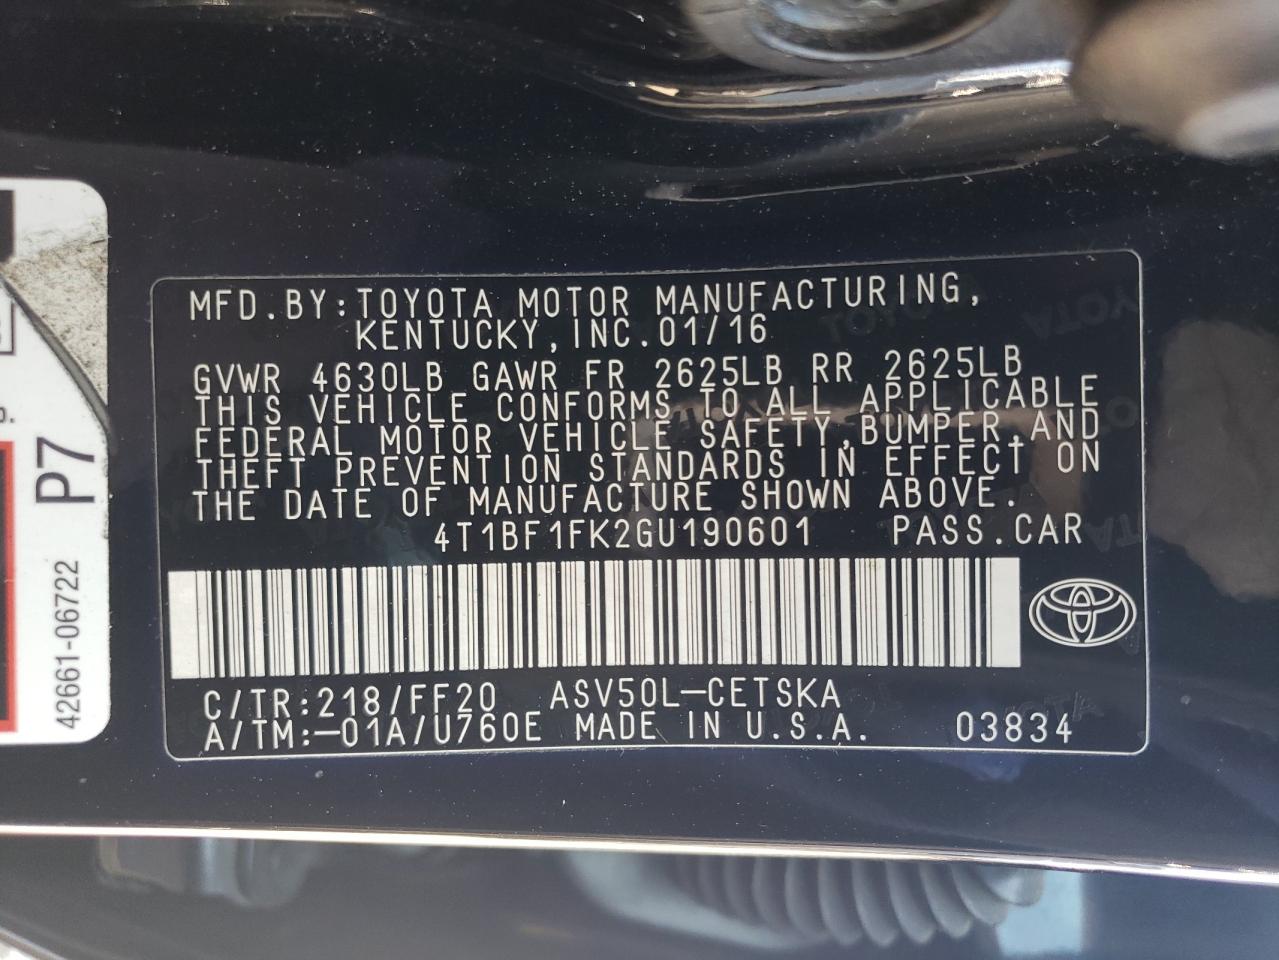 MFD.BY:TOYOTA MOTOR MANUFACTURING,
KENTUCKY,INC.01/16
GVWR 4630LB GAWR FR 2625LB RR 2625LB
THIS VEHICLE CONFORMS TO ALL APPLICABLE
FEDERAL MOTOR VEHICLE SAFETY,BUMPER,AND
THEFT PREVENTION STANDARDS IN EFFECT ON
THE DATE OF MANUFACTURE SHOWN ABOVE.
4T1BF1FK2GU190601 PASS.CAR
C/TR:218/FF20 ASV50L-CETSKA
A/TM:-01A/U760E MADE IN U.S.A. 03834
P7
42661-06722